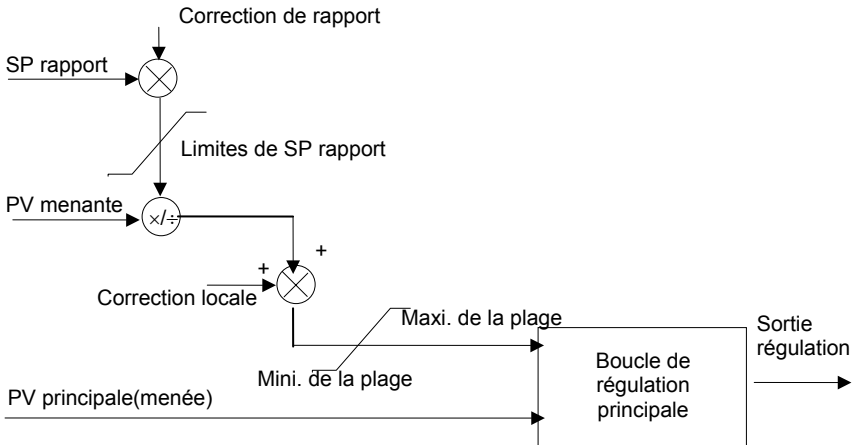 Correction de rapport
SP rapport
Limites de SP rapport
PV menante
×/÷
+
+
Correction locale
Maxi. de la plage
Mini. de la plage
Sortie
régulation
Boucle de
régulation
principale
PV principale(menée)